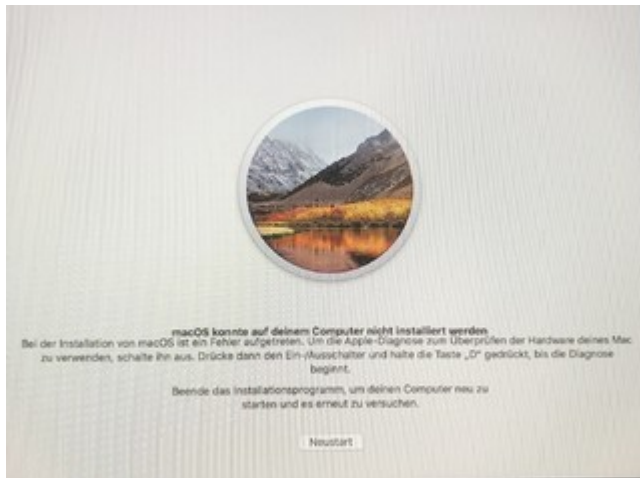 macOS konnte auf deinem Computer nicht installiert werden
Bei der Installation von macOS ist ein Fehler aufgetreten. Um die Apple-Diagnose zum Überprüfen der Hardware deines Mac
zu verwenden, schalte ihn aus. Drücke dann den Ein-/Ausschalter und halte die Taste „D“ gedrückt, bis die Diagnose
beginnt.
Beende das Installationsprogramm, um deinen Computer neu zu
starten und es erneut zu versuchen.
Neustart